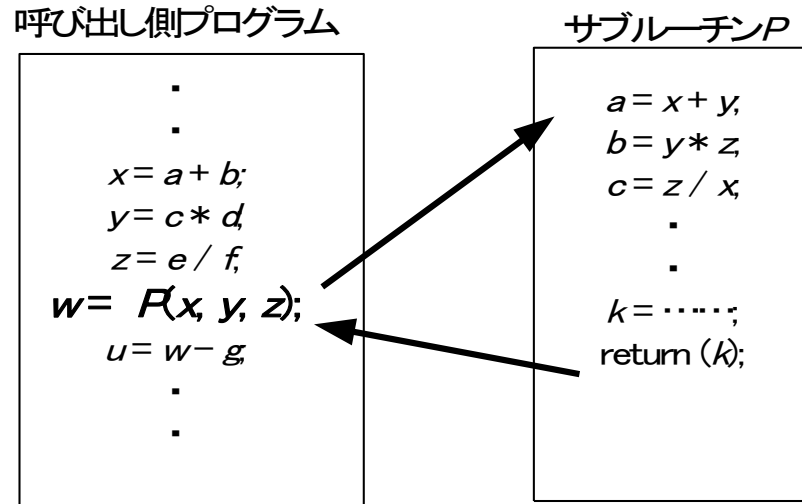 呼び出し側プログラム
・
・
x = a + b;
y = c * d;
z = e / f;
w = P(x, y, z);
u = w − g;
・
・
サブルーチンP
a = x + y;
b = y * z;
c = z / x;
・
・
k = ‥‥‥;
return (k);